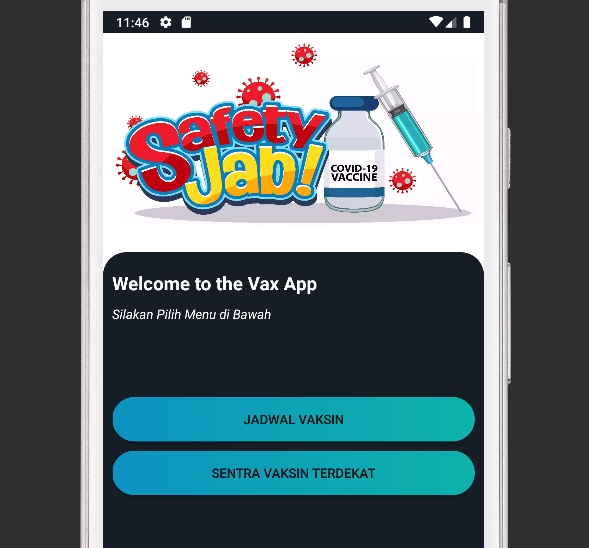 11:46
Safety
Jab!
COVID-19
VACCINE
Welcome to the Vax App
Silakan Pilih Menu di Bawah
JADWAL VAKSIN
SENTRA VAKSIN TERDEKAT